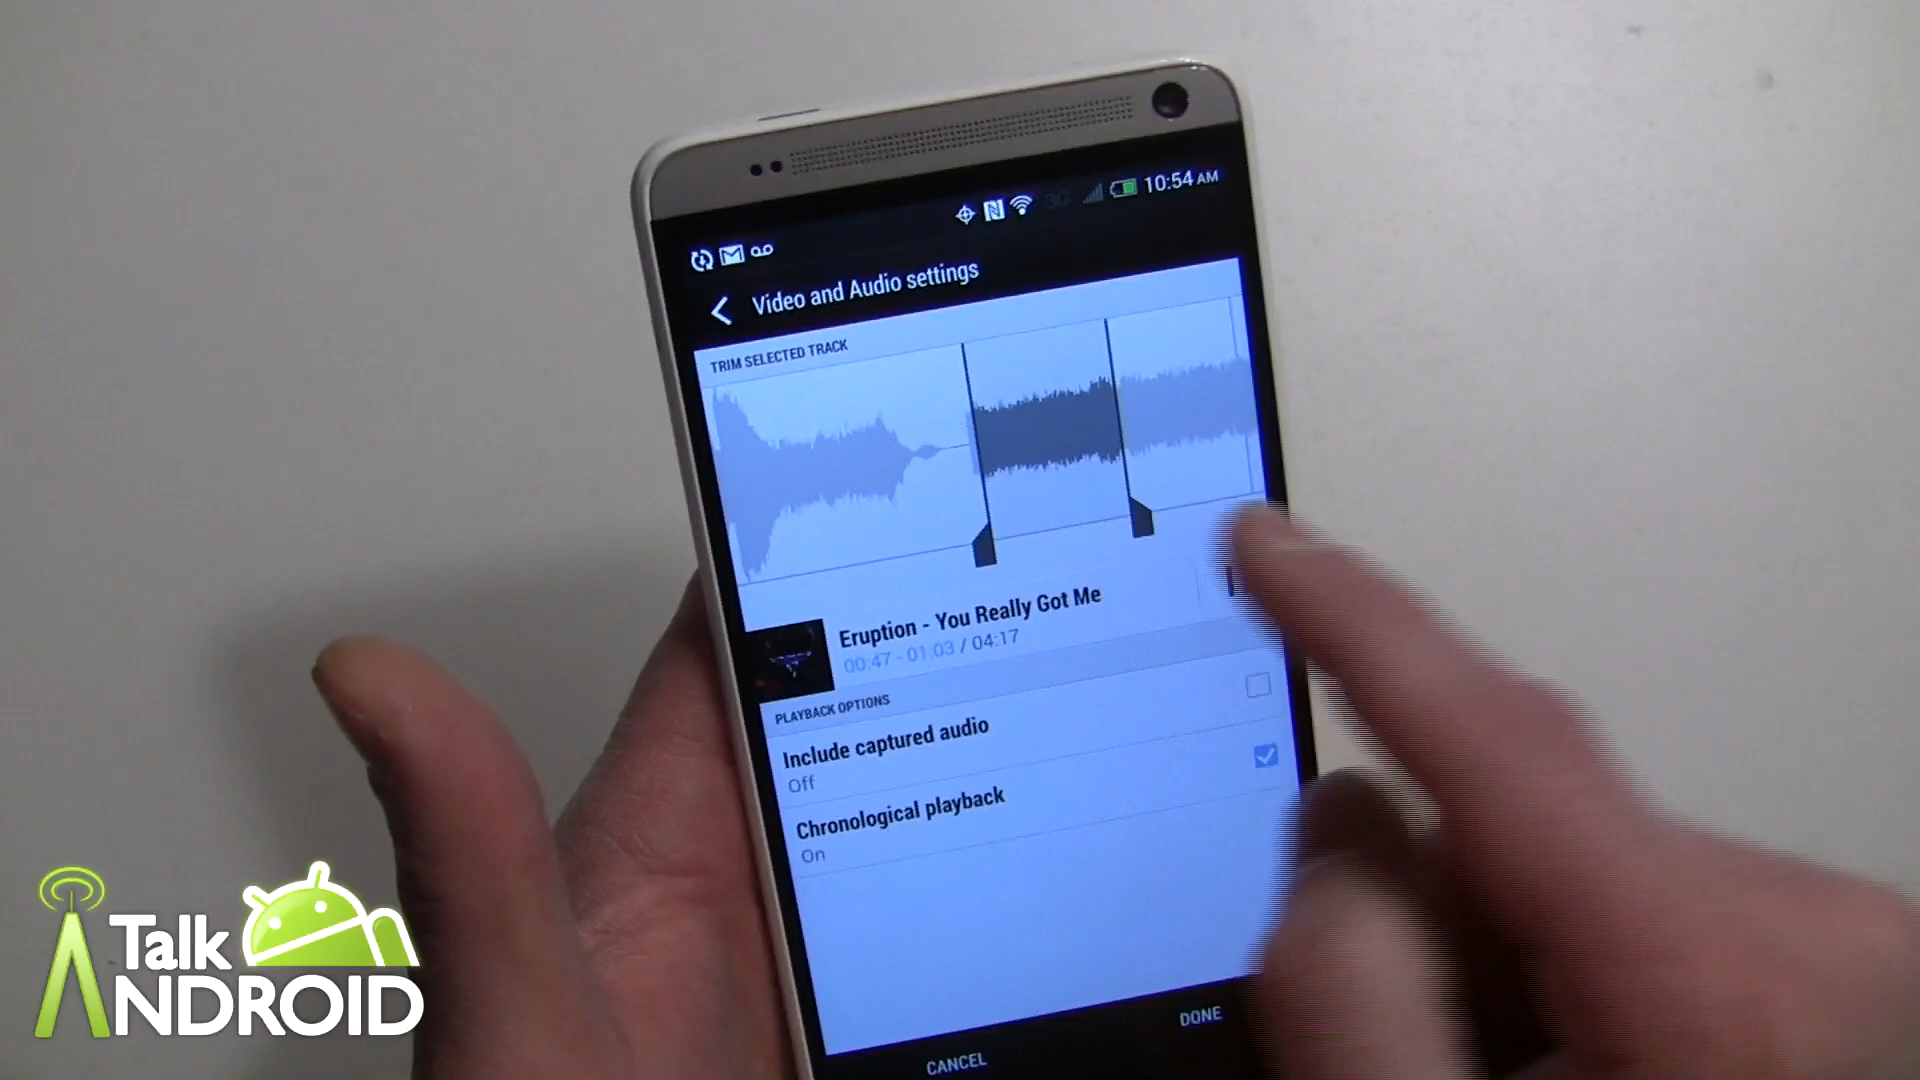 3G 10:54 AM
Video and Audio settings
TRIM SELECTED TRACK
Eruption - You Really Got Me
00:47 - 01:03 / 04:17
PLAYBACK OPTIONS
Include captured audio
Off
Chronological playback
On
DONE
CANCEL
Talk
ANDROID